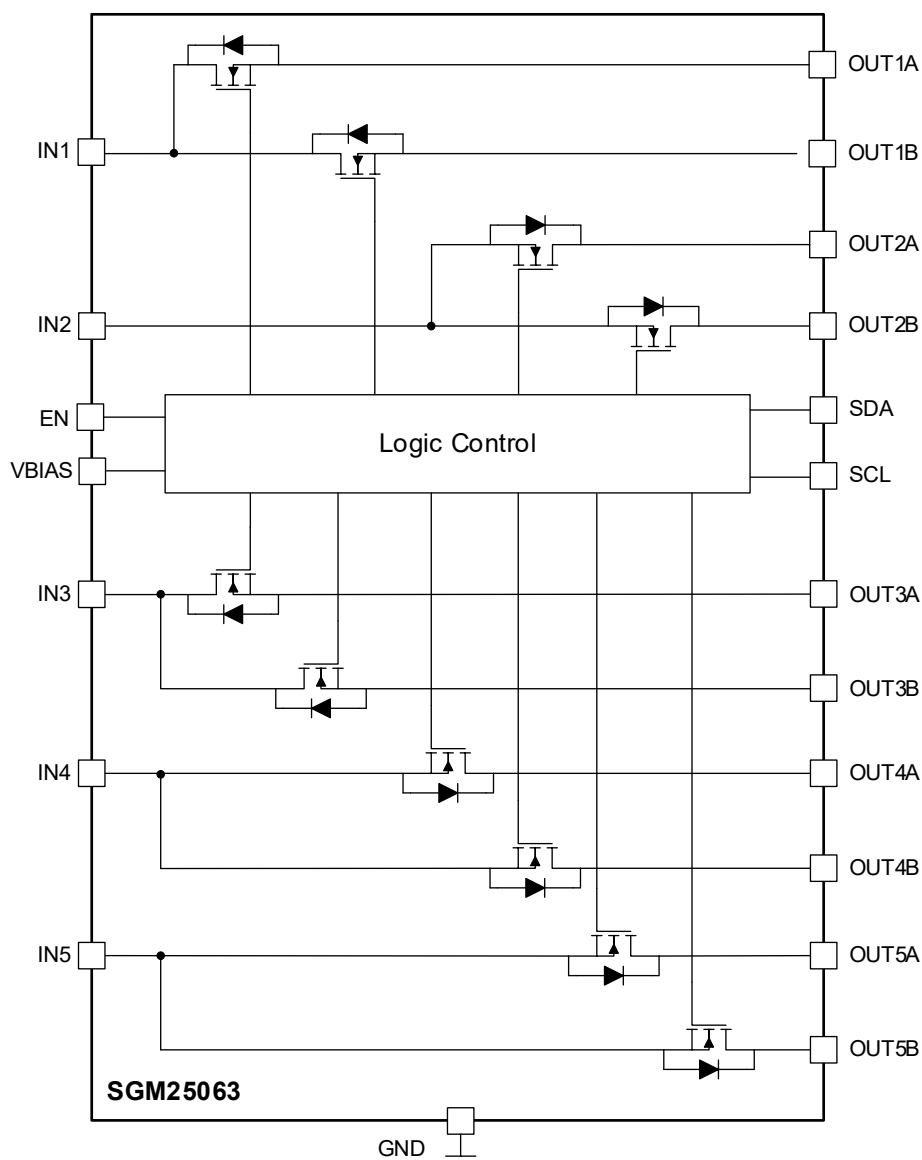 OUT1A
IN1
OUT1B
OUT2A
IN2
OUT2B
EN
SDA
Logic Control
VBIAS
SCL
IN3
OUT3A
OUT3B
IN4
OUT4A
OUT4B
IN5
OUT5A
OUT5B
SGM25063
GND